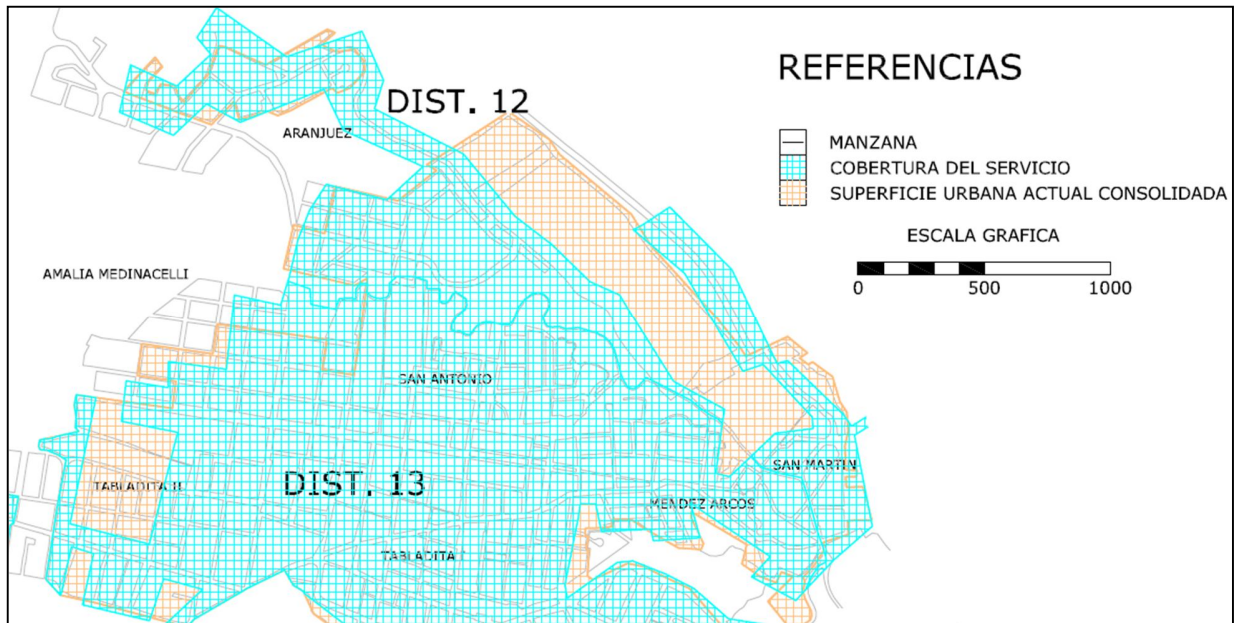 REFERENCIAS
DIST. 12
ARANJUEZ
MANZANA
COBERTURA DEL SERVICIO
SUPERFICIE URBANA ACTUAL CONSOLIDADA
ESCALA GRAFICA
0 500 1000
AMALIA MEDINACELLI
SAN ANTONIO
SAN MARTIN
TABLADITA II
DIST. 13
MENDEZ ARCOS
TABLADITA I